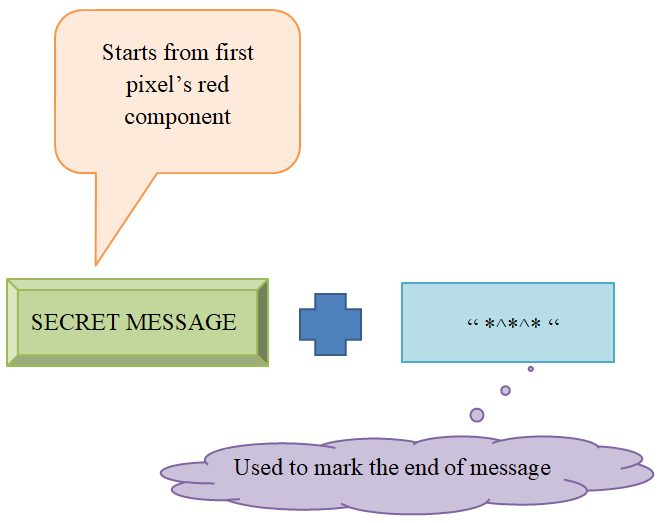 Starts from first
pixel’s red
component
SECRET MESSAGE
“ *^*^* “
Used to mark the end of message